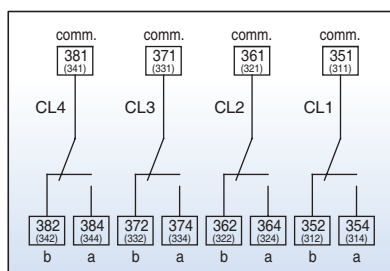 comm. comm. comm. comm.
381 371 361 351
(341) (331) (321) (311)
CL4 CL3 CL2 CL1
382 384 372 374 362 364 352 354
(342) (344) (332) (334) (322) (324) (312) (314)
b a b a b a b a